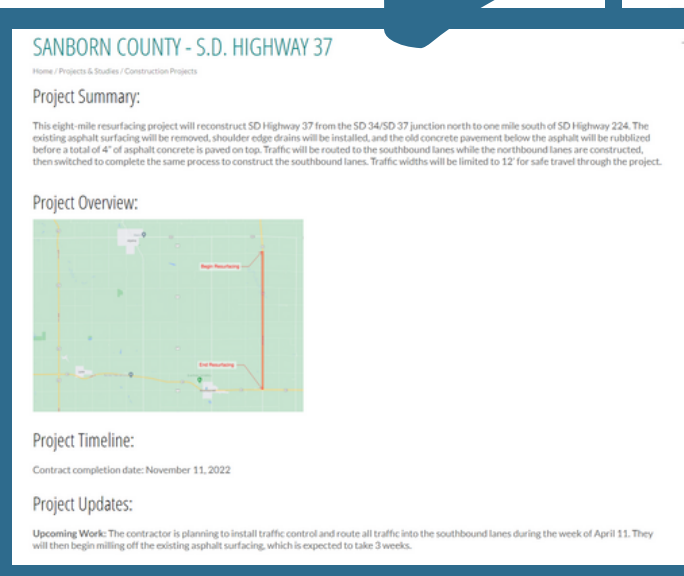 SANBORN COUNTY - S.D. HIGHWAY 37
Home / Projects & Studies / Construction Projects
Project Summary:
This eight-mile resurfacing project will reconstruct SD Highway 37 from the SD 34/SD 37 junction north to one mile south of SD Highway 224. The
existing asphalt surfacing will be removed, shoulder edge drains will be installed, and the old concrete pavement below the asphalt will be rubblized
before a total of 4" of asphalt concrete is paved on top. Traffic will be routed to the southbound lanes while the northbound lanes are constructed,
then switched to complete the same process to construct the southbound lanes. Traffic widths will be limited to 12' for safe travel through the project.
Project Overview:
Begin Resurfacing
End Resurfacing
Project Timeline:
Contract completion date: November 11, 2022
Project Updates:
Upcoming Work: The contractor is planning to install traffic control and route all traffic into the southbound lanes during the week of April 11. They
will then begin milling off the existing asphalt surfacing, which is expected to take 3 weeks.